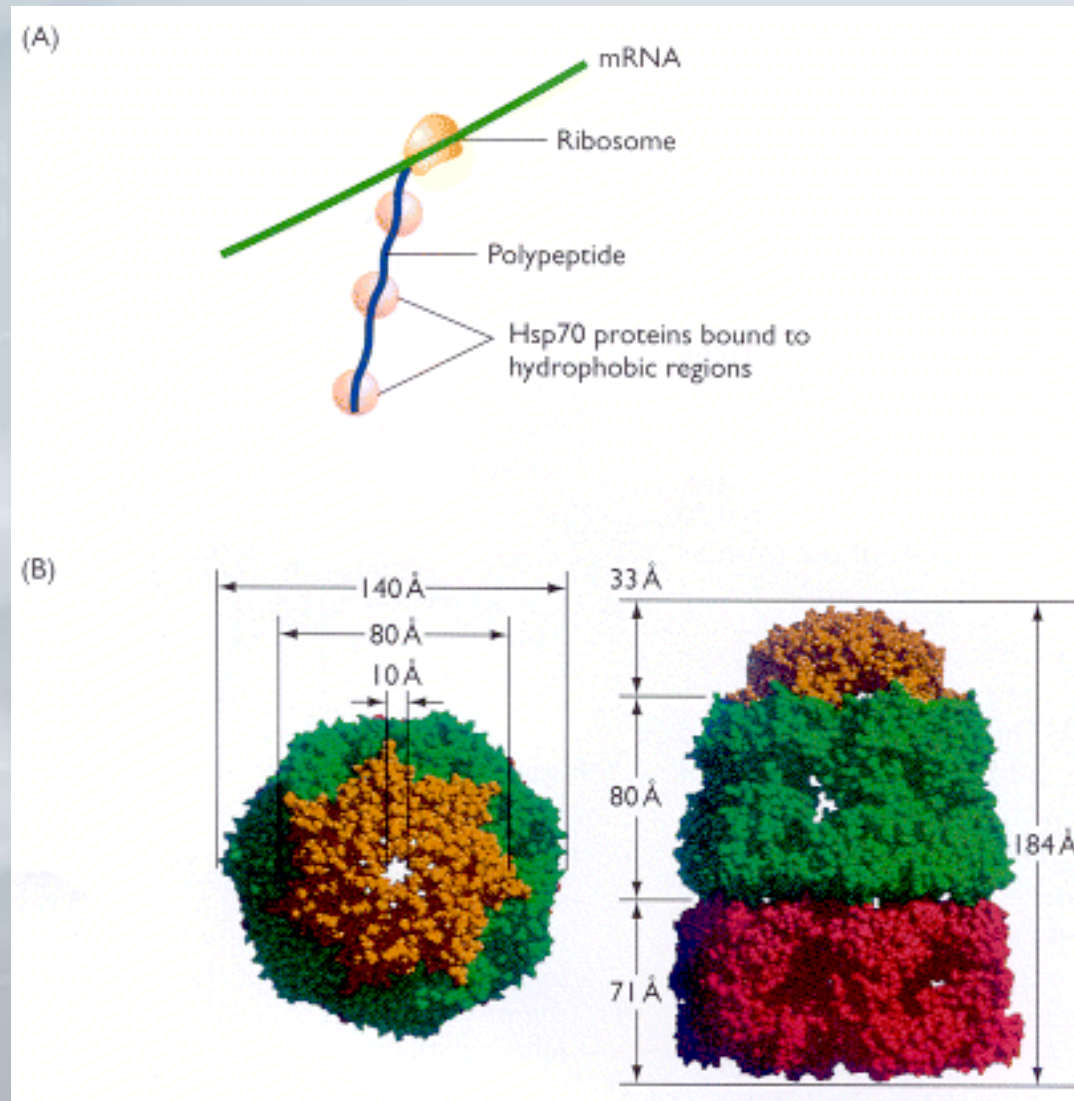 (A)
mRNA
Ribosome
Polypeptide
Hsp70 proteins bound to
hydrophobic regions
(B)
140 Å
80 Å
10 Å
33 Å
80 Å
184 Å
71 Å